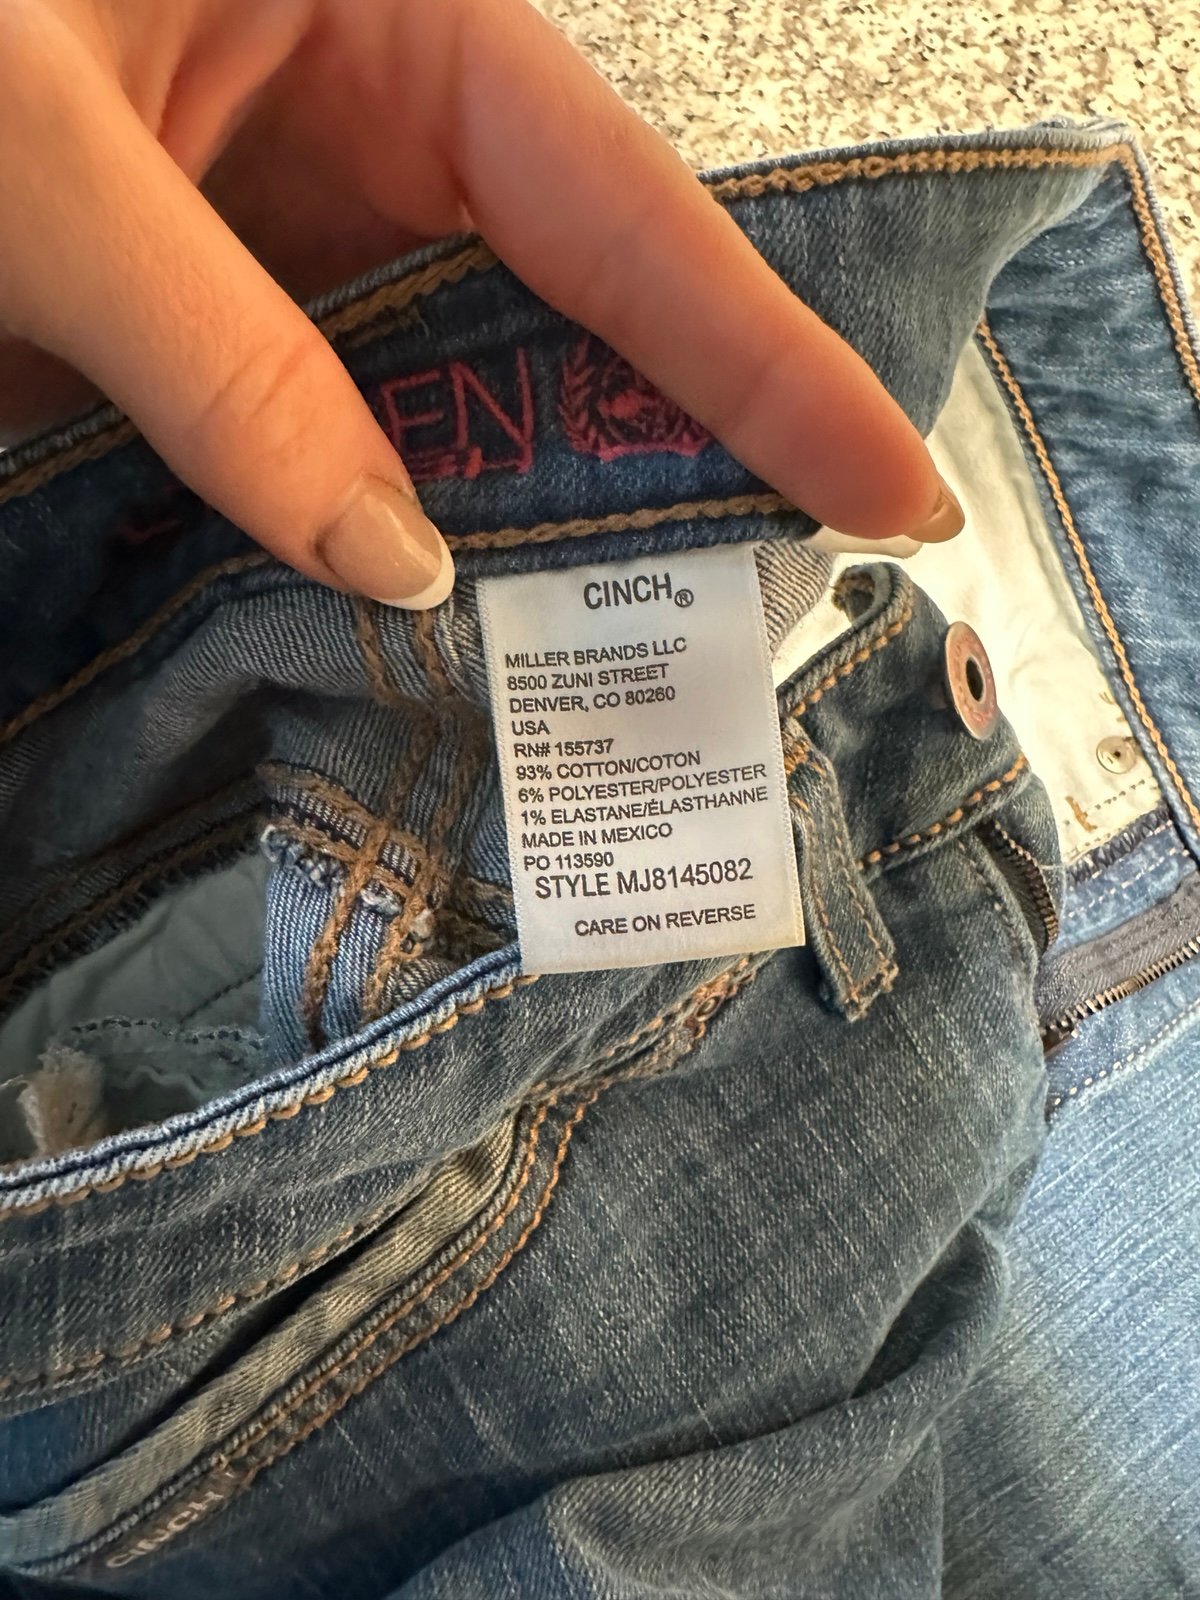 EN
CINCH®
MILLER BRANDS LLC
8500 ZUNI STREET
DENVER, CO 80260
USA
RN# 155737
93% COTTON/COTON
6% POLYESTER/POLYESTER
1% ELASTANE/ÉLASTHANNE
MADE IN MEXICO
PO 113590
STYLE MJ8145082
CARE ON REVERSE
CINCH